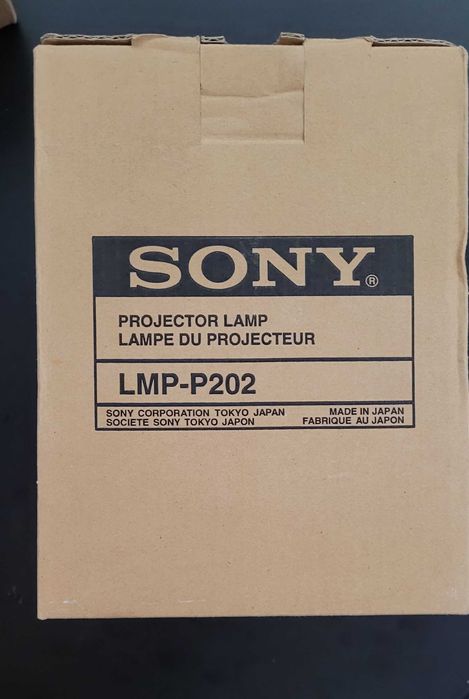 SONY®
PROJECTOR LAMP
LAMPE DU PROJECTEUR
LMP-P202
SONY CORPORATION TOKYO JAPAN MADE IN JAPAN
SOCIETE SONY TOKYO JAPON FABRIQUE AU JAPON